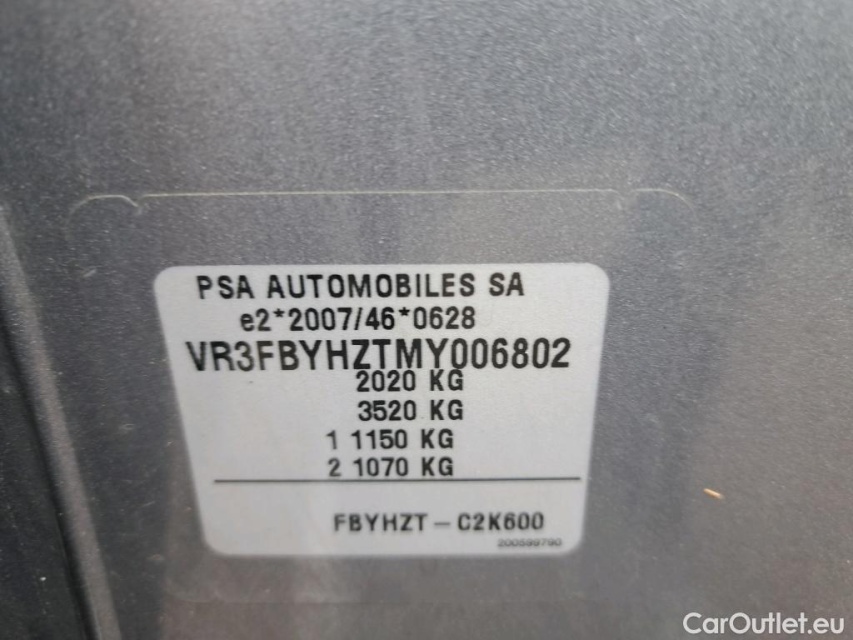 PSA AUTOMOBILES SA
e2*2007/46*0628
VR3FBYHZTMY006802
2020 KG
3520 KG
1 1150 KG
2 1070 KG
FBYHZT - C2K600
200599790
CarOutlet.eu